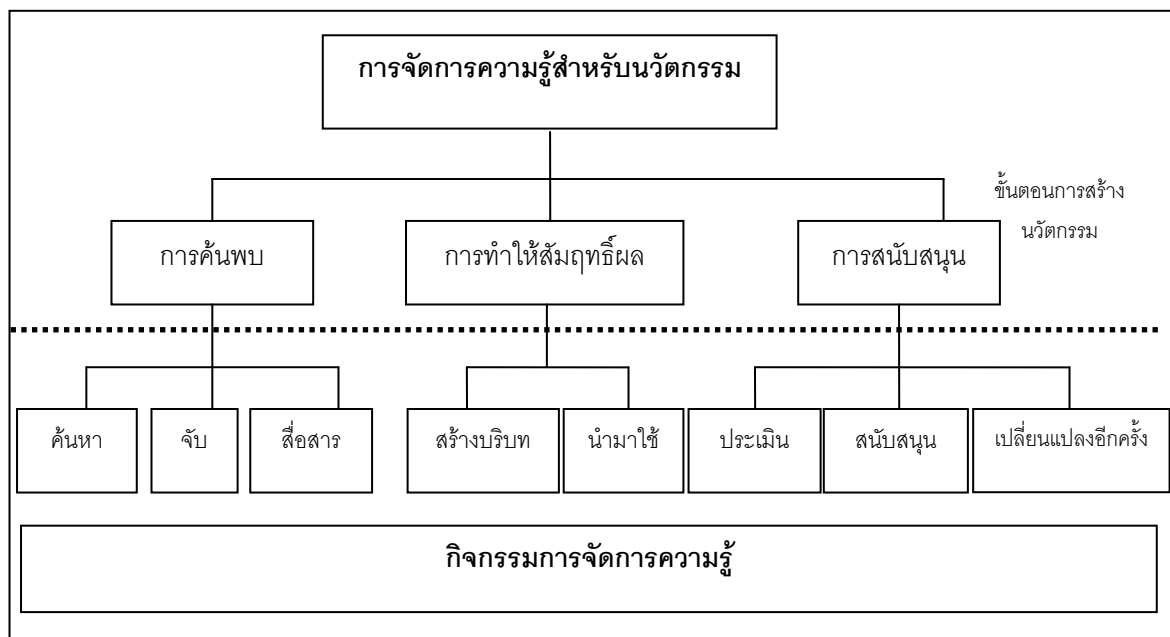 การจัดการความรู้สำหรับนวัตกรรม
ขั้นตอนการสร้าง
นวัตกรรม
การค้นพบ
การทำให้สัมฤทธิ์ผล
การสนับสนุน
ค้นหา
จับ
สื่อสาร
สร้างบริบท
นำมาใช้
ประเมิน
สนับสนุน
เปลี่ยนแปลงอีกครั้ง
กิจกรรมการจัดการความรู้